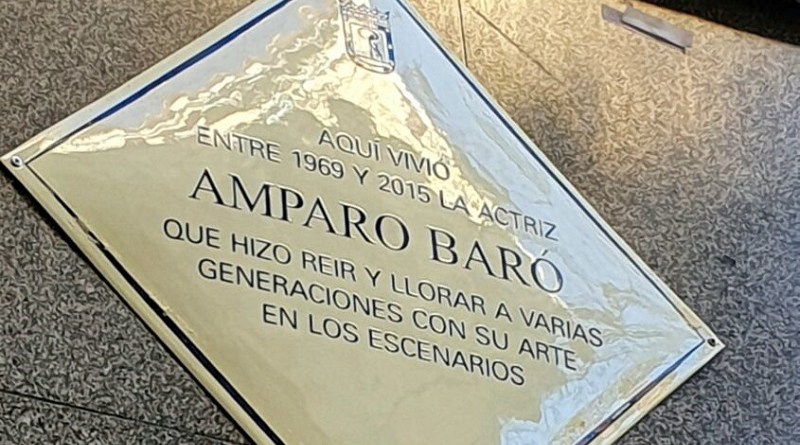 AQUÍ VIVIÓ
ENTRE 1969 Y 2015 LA ACTRIZ
AMPARO BARÓ
QUE HIZO REIR Y LLORAR A VARIAS
GENERACIONES CON SU ARTE
EN LOS ESCENARIOS